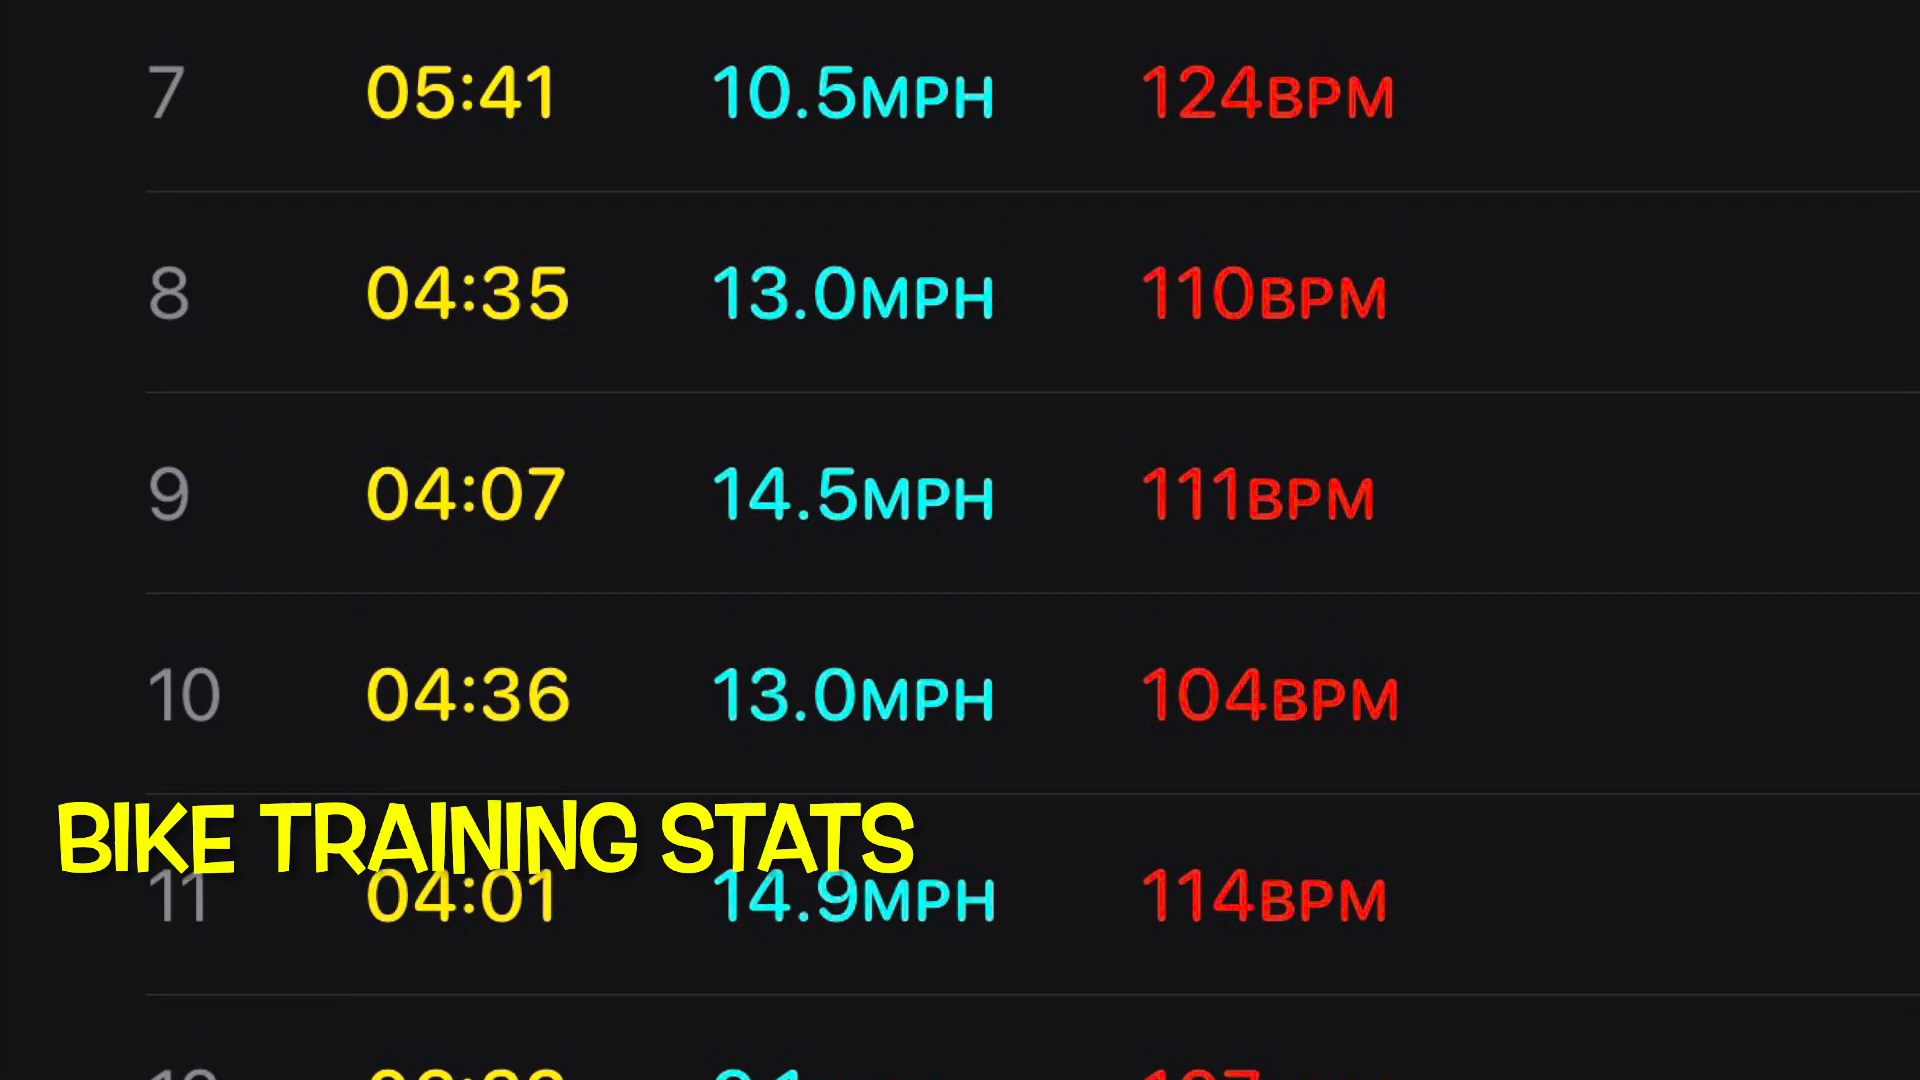 7 05:41 10.5MPH 124BPM
8 04:35 13.0MPH 110BPM
9 04:07 14.5MPH 111BPM
10 04:36 13.0MPH 104BPM
BIKE TRAINING STATS
11 04:01 14.9MPH 114BPM